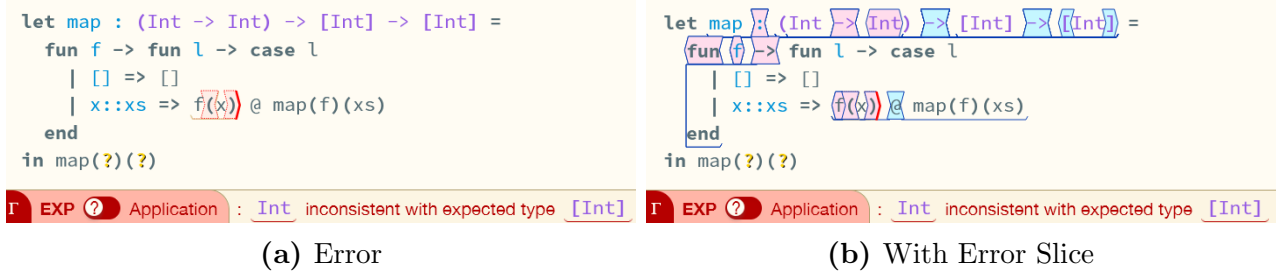 let map : (Int -> Int) -> [Int] -> [Int] =
fun f -> fun l -> case l
| [] => []
| x::xs => f(x) @ map(f)(xs)
end
in map(?)(?)
Γ EXP ? Application : Int inconsistent with expected type [Int]
(a) Error
let map : (Int -> Int) -> [Int] -> [Int] =
fun f -> fun l -> case l
| [] => []
| x::xs => f(x) @ map(f)(xs)
end
in map(?)(?)
Γ EXP ? Application : Int inconsistent with expected type [Int]
(b) With Error Slice